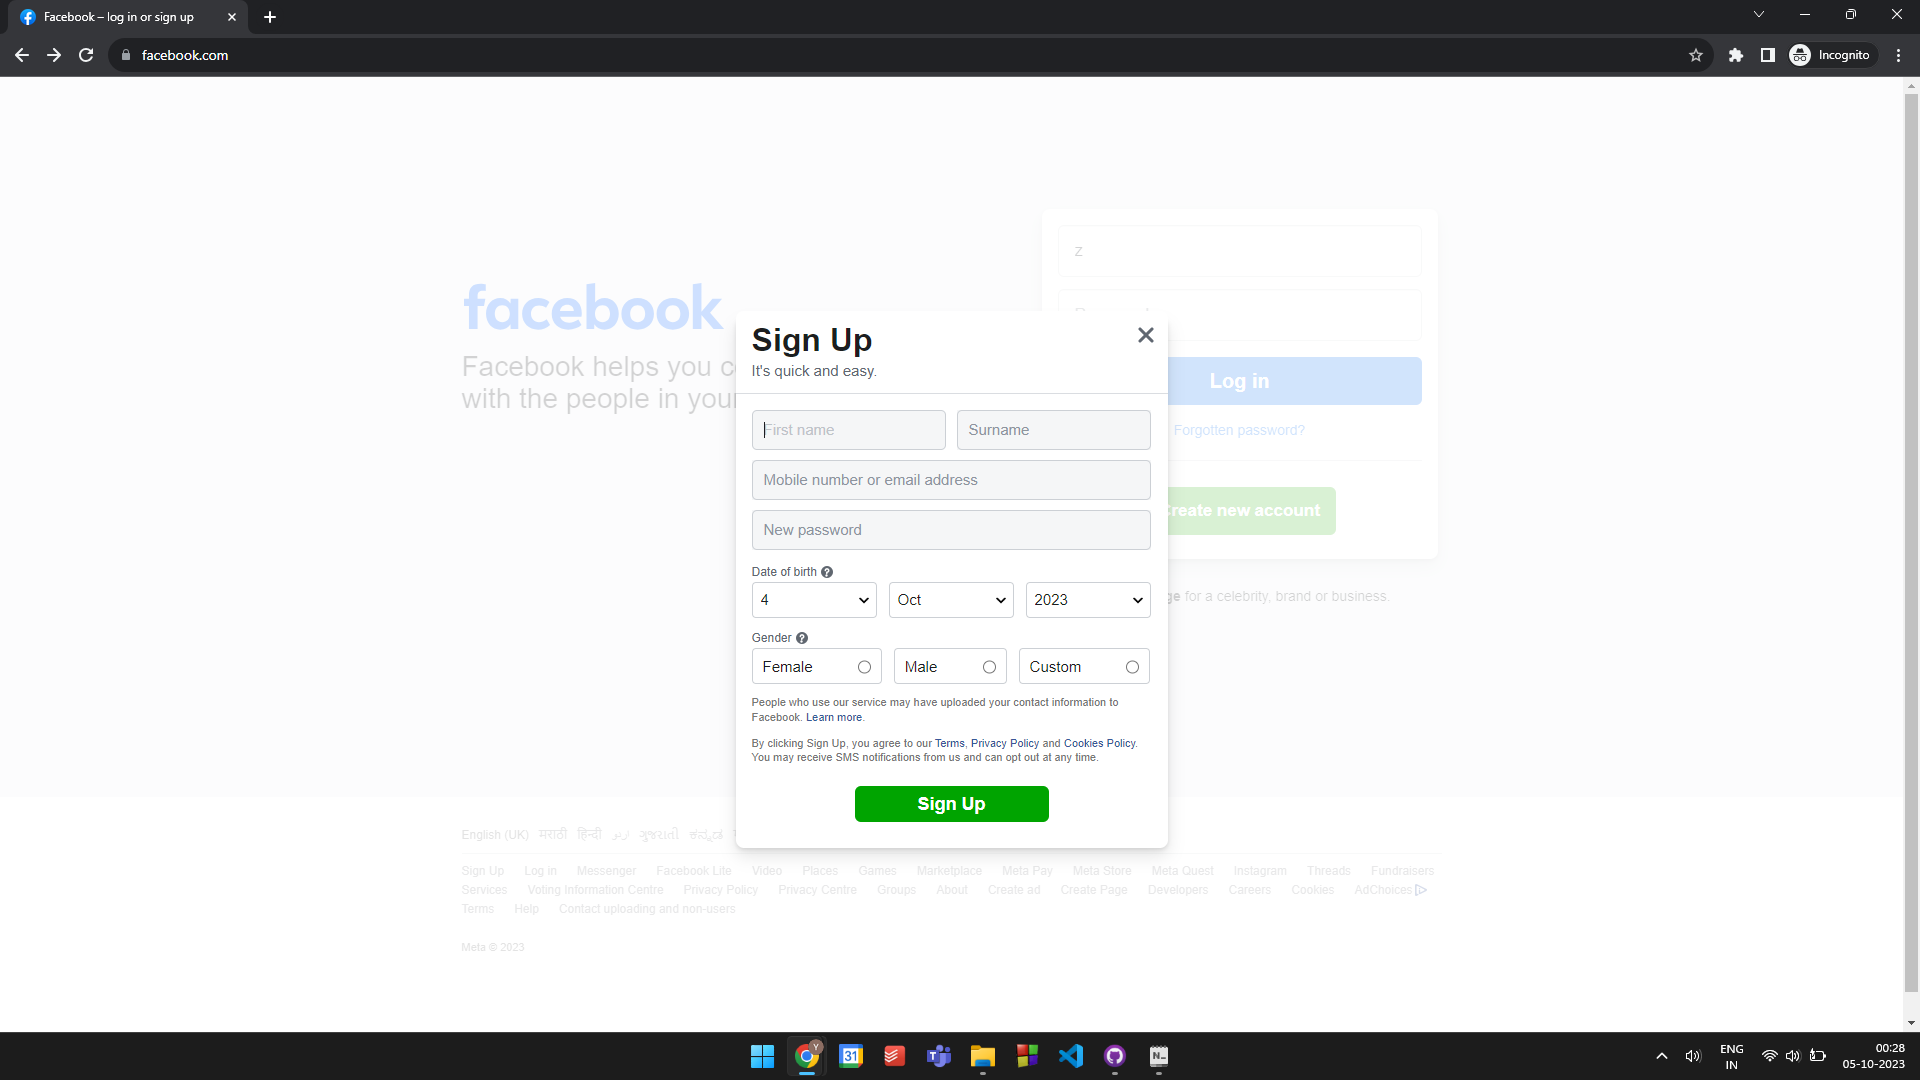 Facebook – log in or sign up
facebook.com
Incognito
facebook
Facebook helps you c
with the people in your
z
Log in
Forgotten password?
Create new account
ge for a celebrity, brand or business.
Sign Up
It's quick and easy.
First name
Surname
Mobile number or email address
New password
Date of birth ?
4
Oct
2023
Gender ?
Female
Male
Custom
People who use our service may have uploaded your contact information to
Facebook. Learn more.
By clicking Sign Up, you agree to our Terms, Privacy Policy and Cookies Policy.
You may receive SMS notifications from us and can opt out at any time.
Sign Up
English (UK) मराठी हिन्दी اردو ગુજરાતી ಕನ್ನಡ
Sign Up Log in Messenger Facebook Lite Video Places Games Marketplace Meta Pay Meta Store Meta Quest Instagram Threads Fundraisers
Services Voting Information Centre Privacy Policy Privacy Centre Groups About Create ad Create Page Developers Careers Cookies AdChoices
Terms Help Contact uploading and non-users
Meta © 2023
Y
31
N
ENG
IN
00:28
05-10-2023